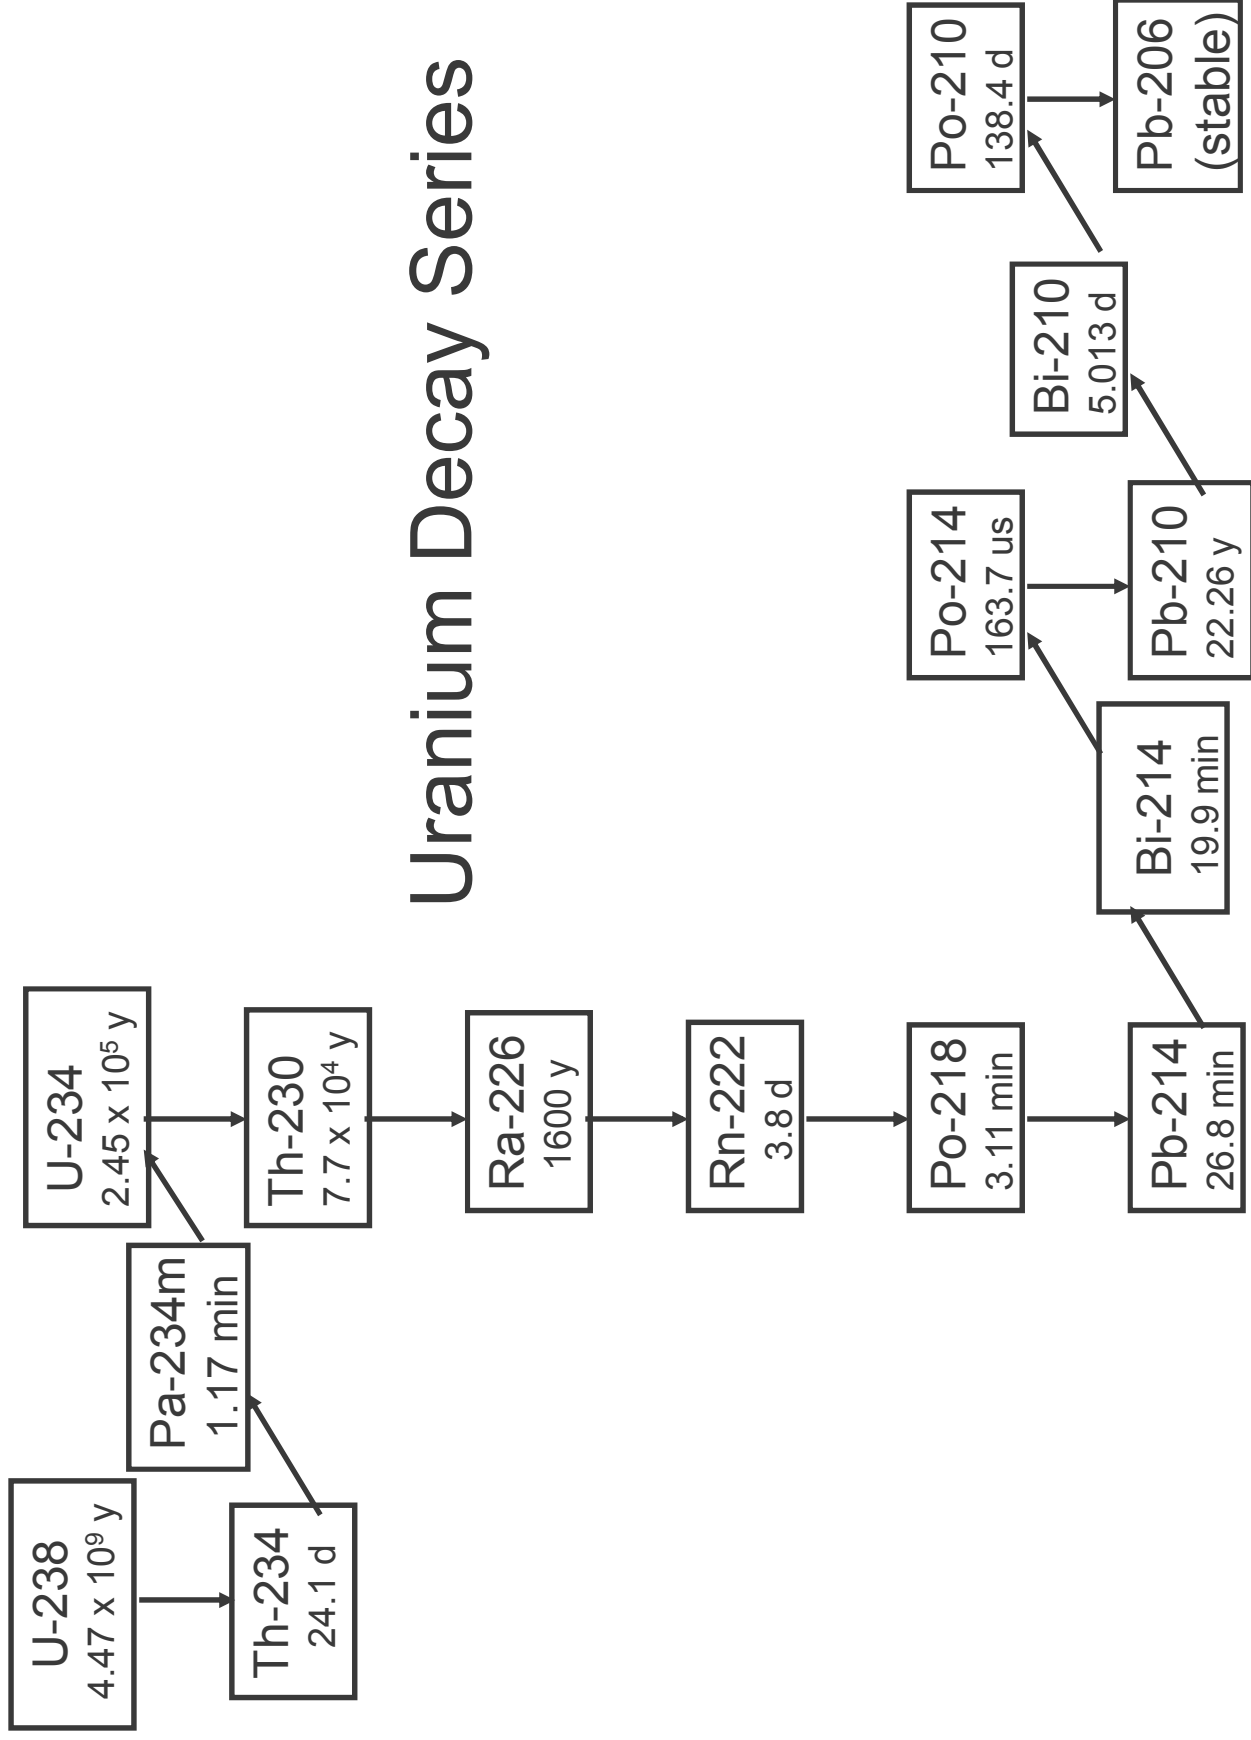 Uranium Decay Series
U-238
4.47 x 10⁹ y
Th-234
24.1 d
Pa-234m
1.17 min
U-234
2.45 x 10⁵ y
Th-230
7.7 x 10⁴ y
Ra-226
1600 y
Rn-222
3.8 d
Po-218
3.11 min
Pb-214
26.8 min
Bi-214
19.9 min
Po-214
163.7 us
Pb-210
22.26 y
Bi-210
5.013 d
Po-210
138.4 d
Pb-206
(stable)